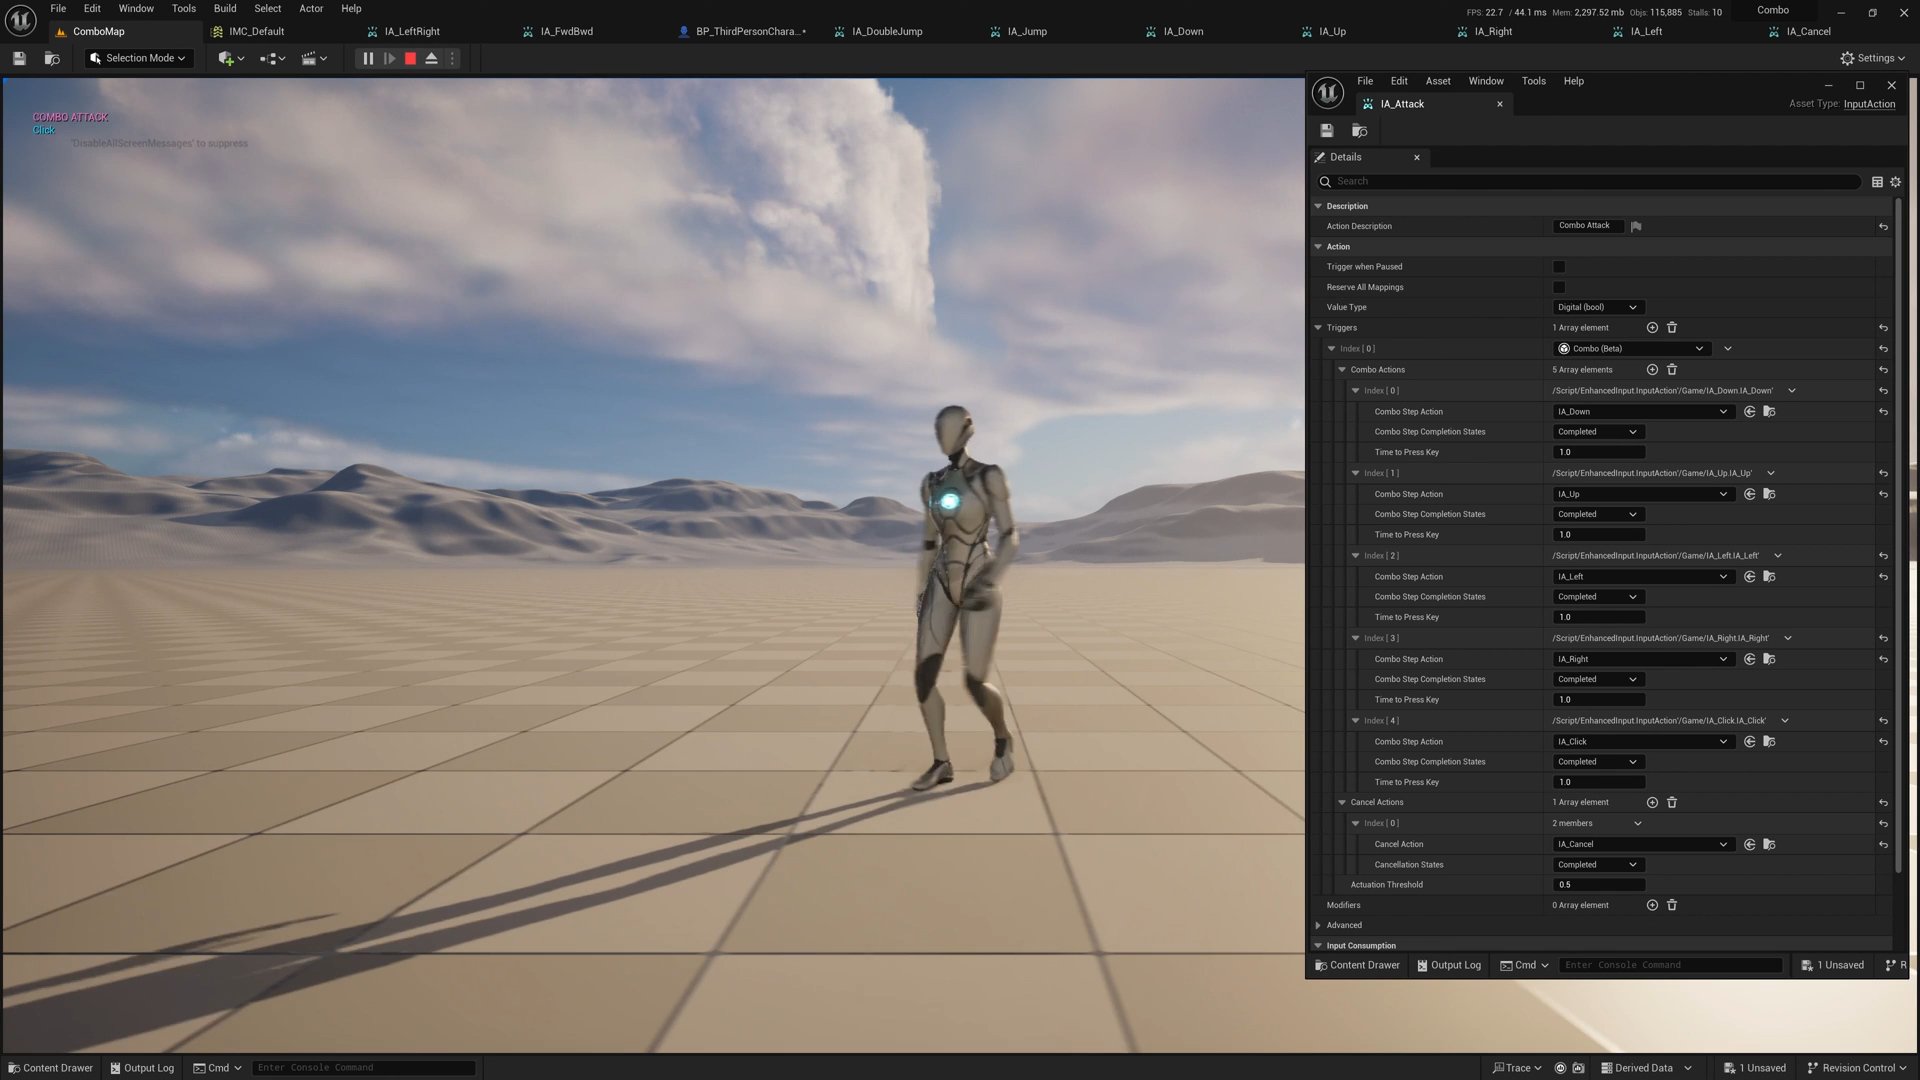 File Edit Window Tools Build Select Actor Help
FPS: 22.7 / 44.1 ms Mem: 2,297.52 mb Objs: 115,885 Stalls: 10
Combo
ComboMap IMC_Default IA_LeftRight IA_FwdBwd BP_ThirdPersonChara...* IA_DoubleJump IA_Jump IA_Down IA_Up IA_Right IA_Left IA_Cancel
Selection Mode
Settings
COMBO ATTACK
Click
'DisableAllScreenMessages' to suppress
File Edit Asset Window Tools Help
IA_Attack
Asset Type: InputAction
Details
Search
Description
Action Description Combo Attack
Action
Trigger when Paused
Reserve All Mappings
Value Type Digital (bool)
Triggers 1 Array element
Index [ 0 ] Combo (Beta)
Combo Actions 5 Array elements
Index [ 0 ] /Script/EnhancedInput.InputAction'/Game/IA_Down.IA_Down'
Combo Step Action IA_Down
Combo Step Completion States Completed
Time to Press Key 1.0
Index [ 1 ] /Script/EnhancedInput.InputAction'/Game/IA_Up.IA_Up'
Combo Step Action IA_Up
Combo Step Completion States Completed
Time to Press Key 1.0
Index [ 2 ] /Script/EnhancedInput.InputAction'/Game/IA_Left.IA_Left'
Combo Step Action IA_Left
Combo Step Completion States Completed
Time to Press Key 1.0
Index [ 3 ] /Script/EnhancedInput.InputAction'/Game/IA_Right.IA_Right'
Combo Step Action IA_Right
Combo Step Completion States Completed
Time to Press Key 1.0
Index [ 4 ] /Script/EnhancedInput.InputAction'/Game/IA_Click.IA_Click'
Combo Step Action IA_Click
Combo Step Completion States Completed
Time to Press Key 1.0
Cancel Actions 1 Array element
Index [ 0 ] 2 members
Cancel Action IA_Cancel
Cancellation States Completed
Actuation Threshold 0.5
Modifiers 0 Array element
Advanced
Input Consumption
Content Drawer Output Log Cmd Enter Console Command 1 Unsaved R
Content Drawer Output Log Cmd Enter Console Command Trace Derived Data 1 Unsaved Revision Control